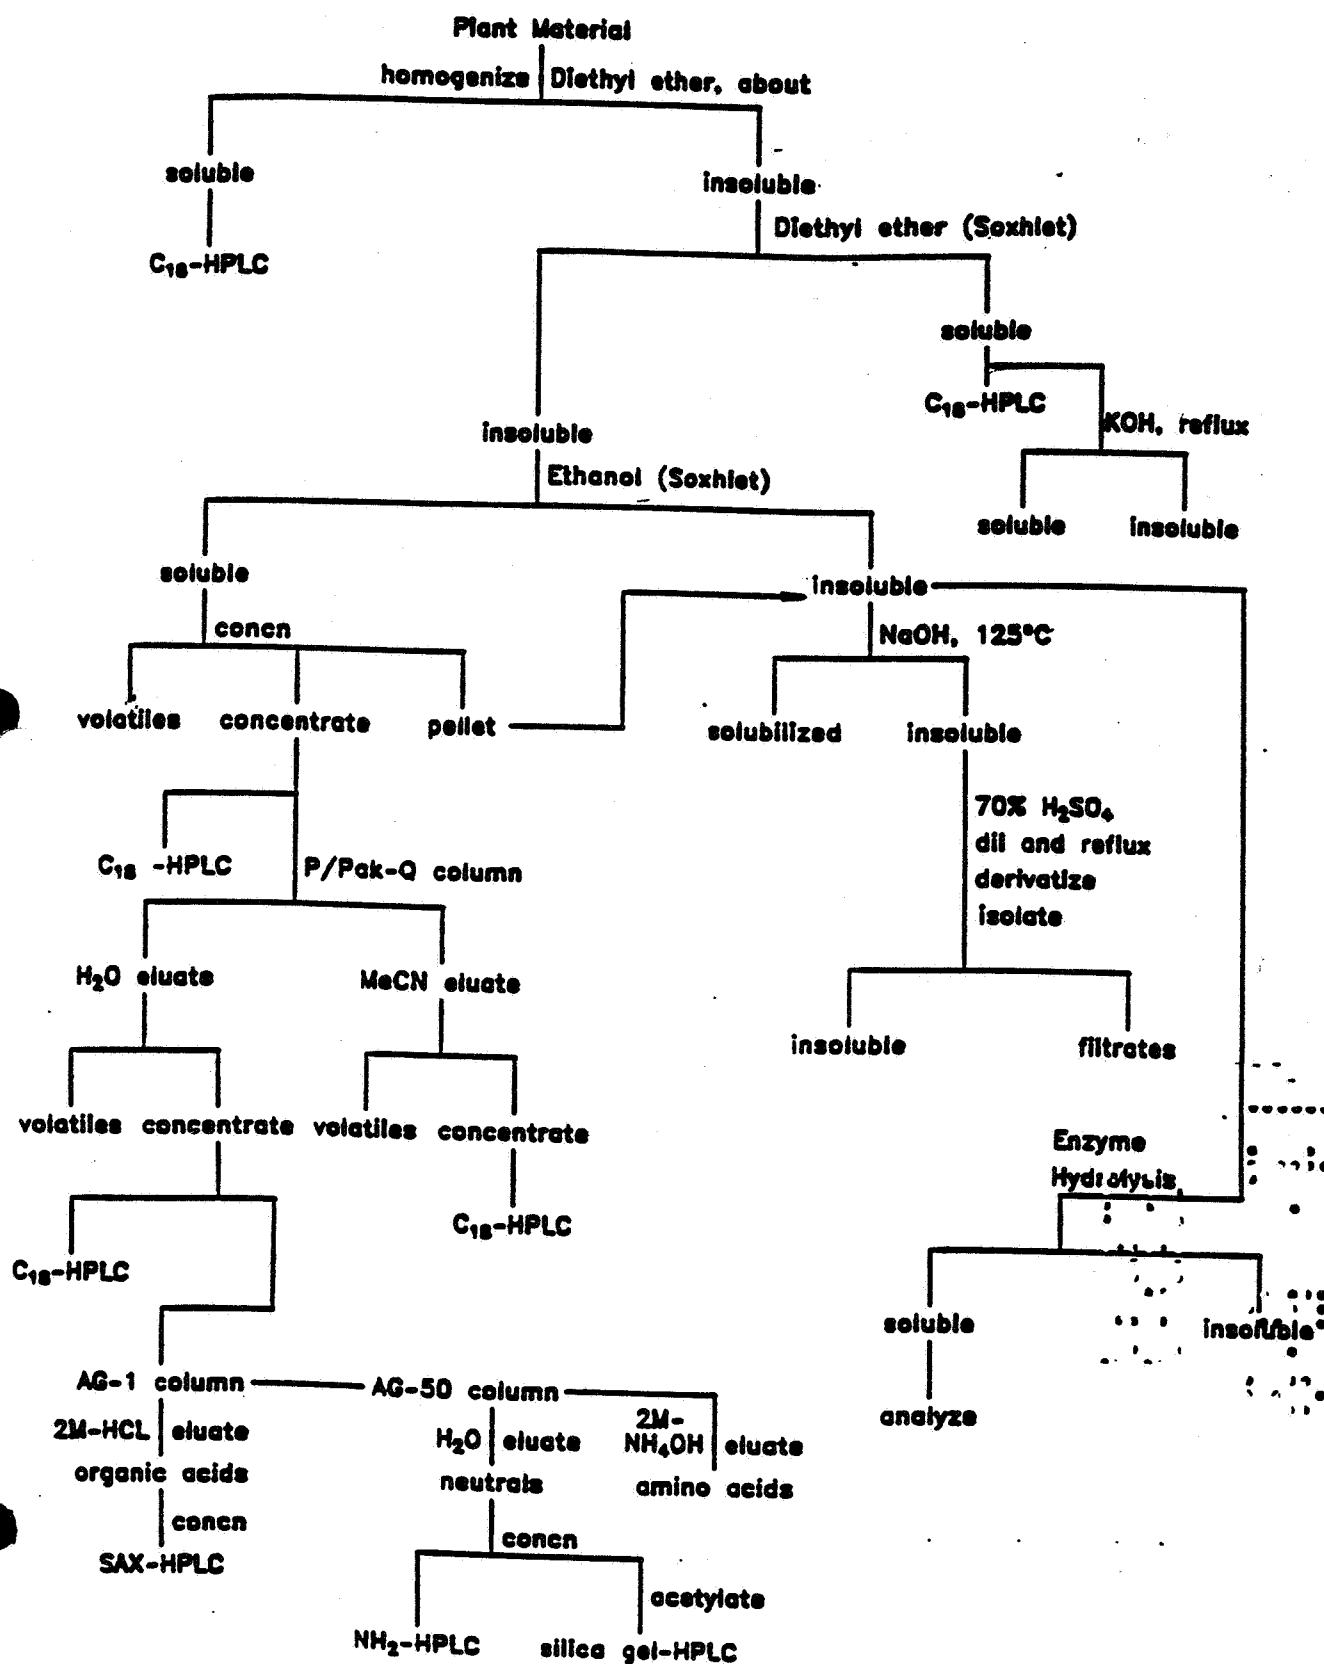 Plant Material
homogenize Diethyl ether, about
soluble
insoluble
Diethyl ether (Soxhlet)
C₁₈-HPLC
soluble
C₁₈-HPLC
KOH, reflux
insoluble
Ethanol (Soxhlet)
soluble insoluble
soluble
insoluble
concn
NaOH, 125°C
volatiles concentrate pellet
solubilized insoluble
70% H₂SO₄
dil and reflux
derivatize
isolate
C₁₈ -HPLC
P/Pak-Q column
H₂O eluate
MeCN eluate
insoluble filtrates
volatiles concentrate volatiles concentrate
Enzyme
Hydrolysis
C₁₈-HPLC
C₁₈-HPLC
soluble insoluble
AG-1 column AG-50 column
analyze
2M-HCL eluate
H₂O eluate
2M-
NH₄OH eluate
organic acids
neutrals
amino acids
concn
concn
SAX-HPLC
acetylate
NH₂-HPLC silica gel-HPLC